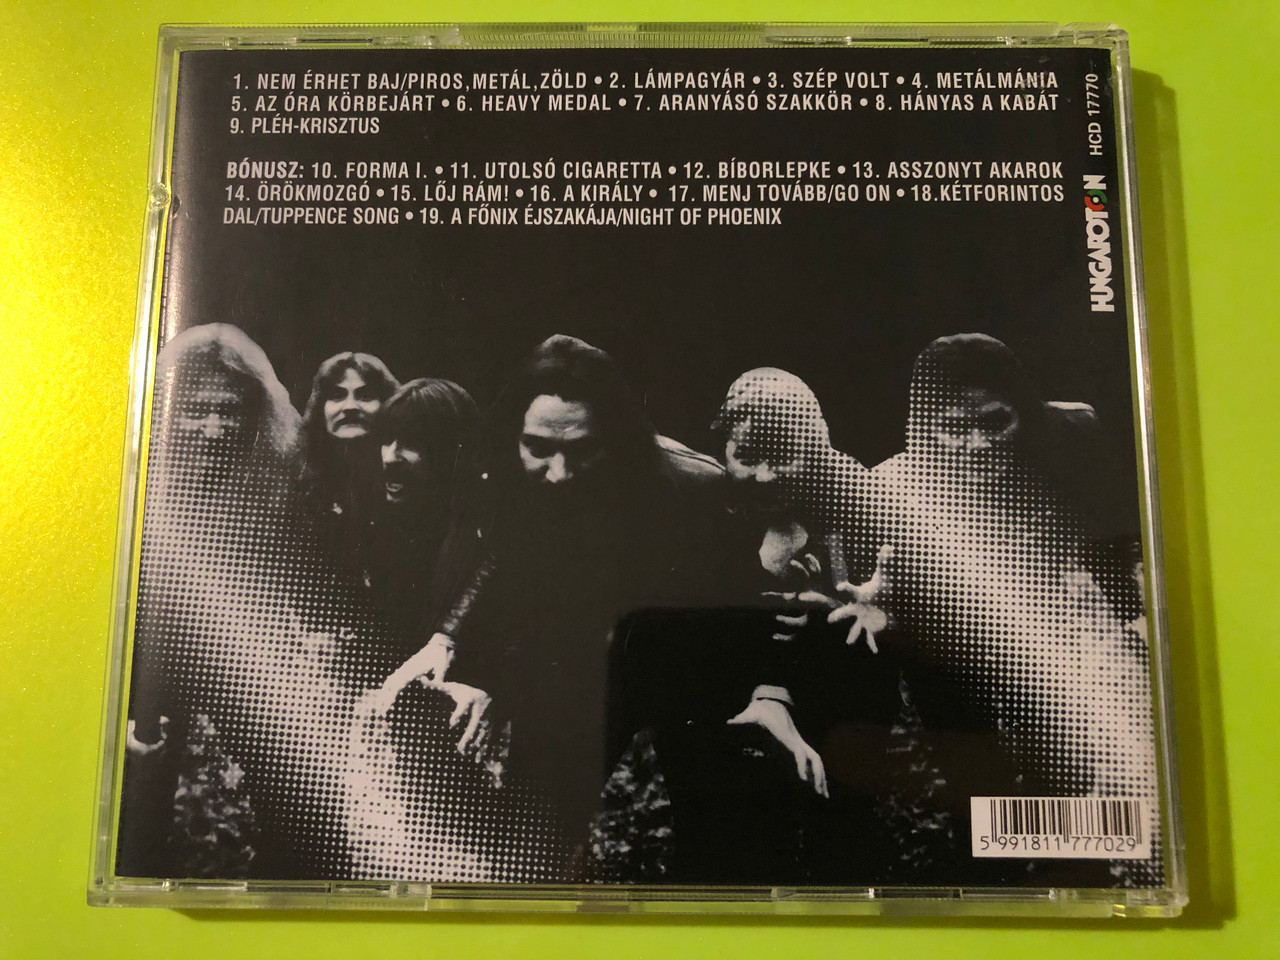 1. NEM ÉRHET BAJ/PIROS,METÁL,ZÖLD • 2. LÁMPAGYÁR • 3. SZÉP VOLT • 4. METÁLMÁNIA
5. AZ ÓRA KÖRBEJÁRT • 6. HEAVY MEDAL • 7. ARANYÁSÓ SZAKKÖR • 8. HÁNYAS A KABÁT
9. PLÉH-KRISZTUS
BÓNUSZ: 10. FORMA I. • 11. UTOLSÓ CIGARETTA • 12. BÍBORLEPKE • 13. ASSZONYT AKAROK
14. ÖRÖKMOZGÓ • 15. LŐJ RÁM! • 16. A KIRÁLY • 17. MENJ TOVÁBB/GO ON • 18.KÉTFORINTOS
DAL/TUPPENCE SONG • 19. A FŐNIX ÉJSZAKÁJA/NIGHT OF PHOENIX
HCD 17770
HUNGAROTON
5 991811 777029